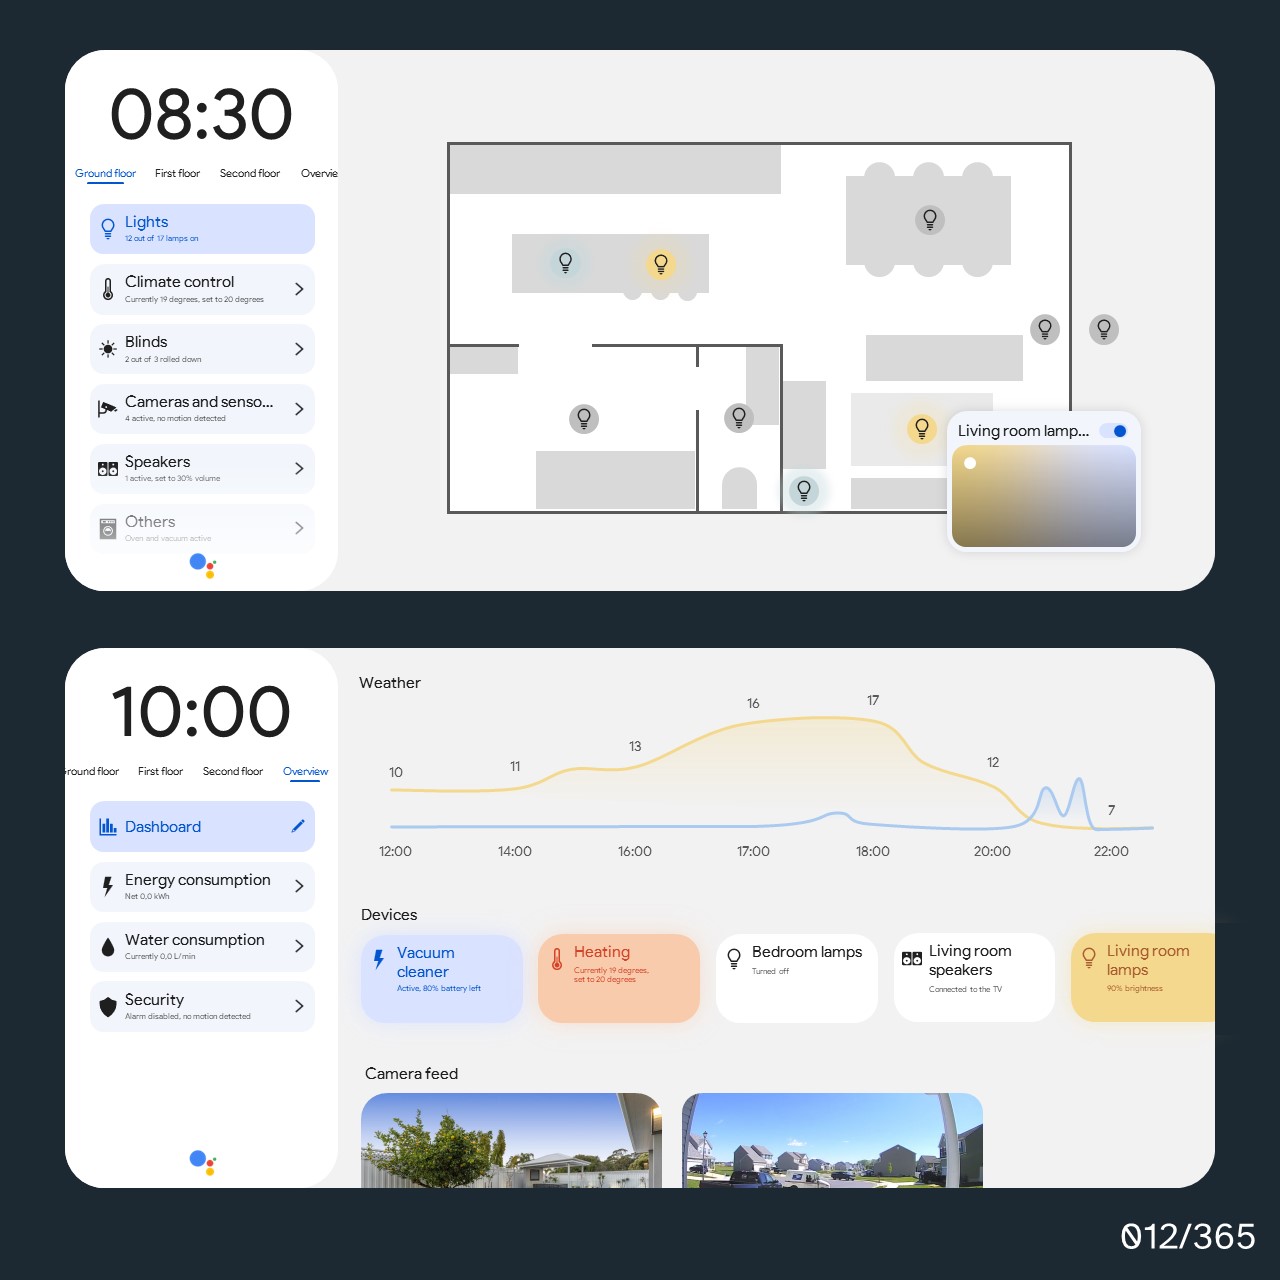 08:30
Ground floor First floor Second floor Overvie
Lights
12 out of 17 lamps on
Climate control
Currently 19 degrees, set to 20 degrees
Blinds
2 out of 3 rolled down
Cameras and senso...
4 active, no motion detected
Speakers
1 active, set to 30% volume
Others
Oven and vacuum active
Living room lamp...
10:00
round floor First floor Second floor Overview
Dashboard
Energy consumption
Net 0,0 kWh
Water consumption
Currently 0,0 L/min
Security
Alarm disabled, no motion detected
Weather
10 11 13 16 17 12 7
12:00 14:00 16:00 17:00 18:00 20:00 22:00
Devices
Vacuum
cleaner
Active, 80% battery left
Heating
Currently 19 degrees,
set to 20 degrees
Bedroom lamps
Turned off
Living room
speakers
Connected to the TV
Living room
lamps
90% brightness
Camera feed
012/365